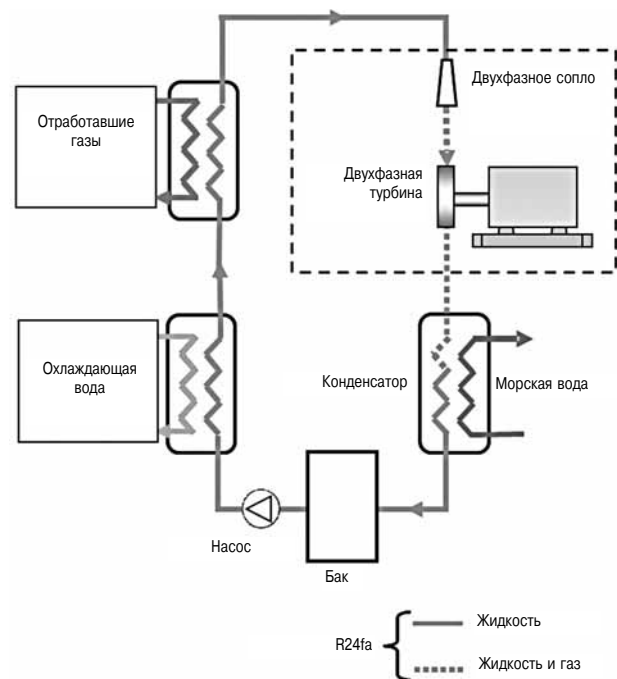 Двухфазное сопло
Отработавшие
газы
Двухфазная
турбина
Охлаждающая
вода
Конденсатор
Морская вода
Насос
Бак
R24fa
Жидкость
Жидкость и газ